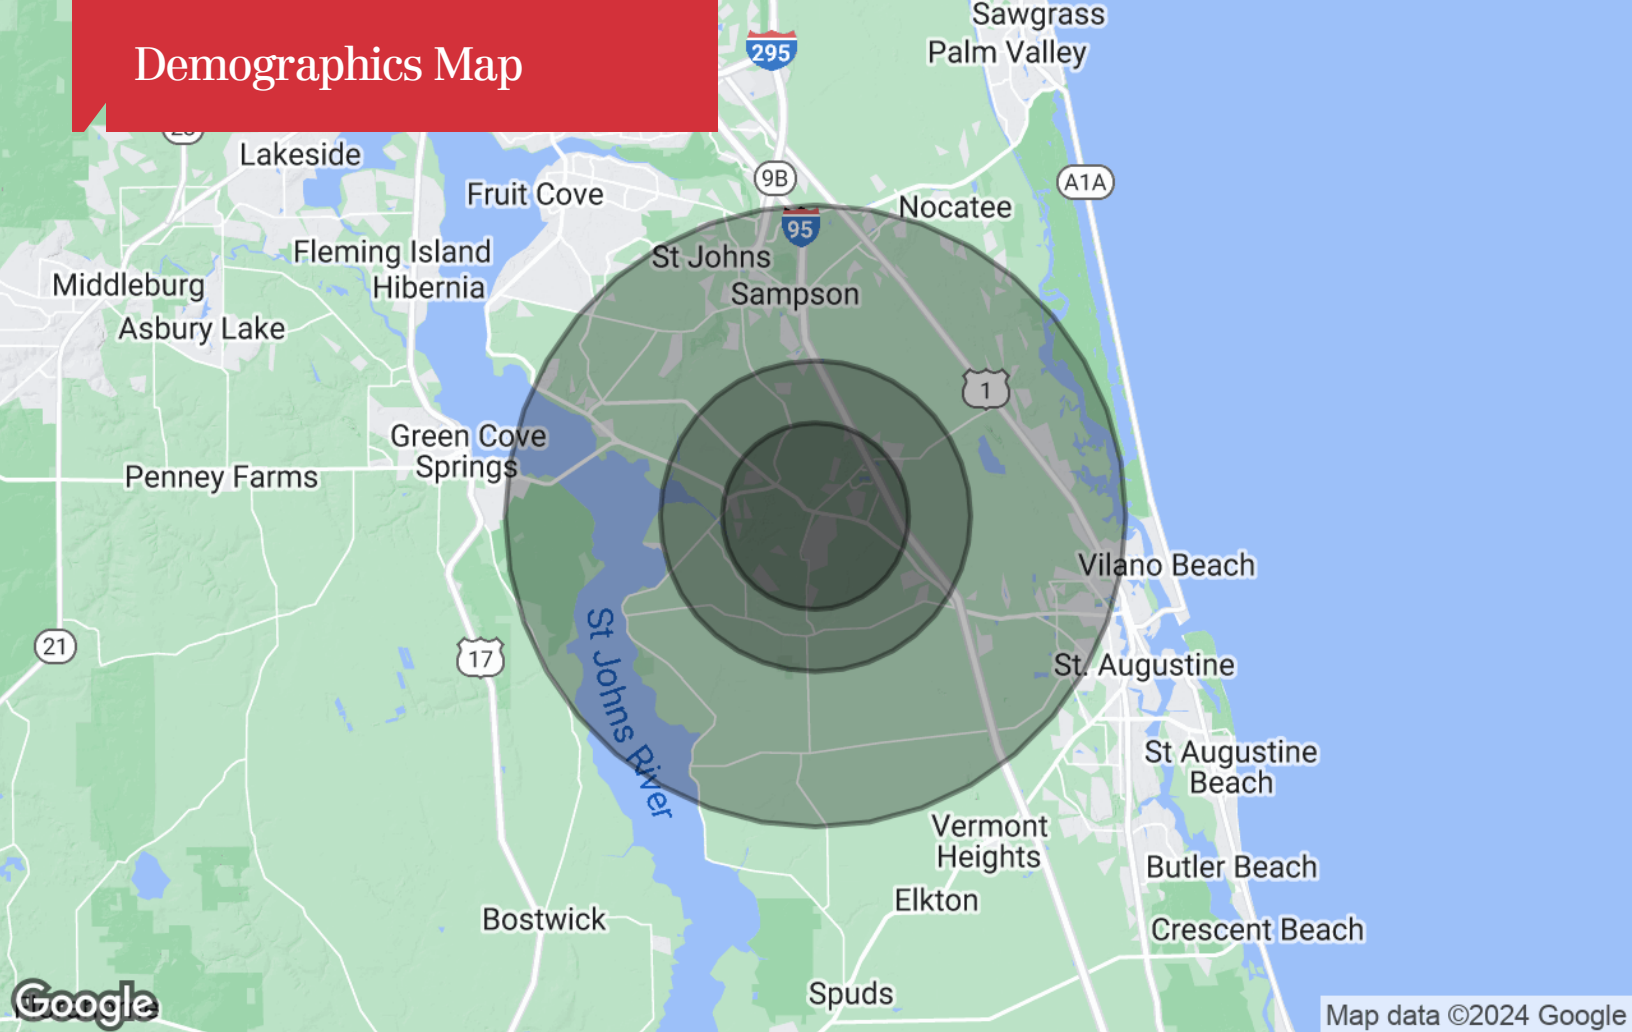 Demographics Map
Sawgrass
Palm Valley
295
Lakeside
9B
A1A
Fruit Cove
Nocatee
95
Fleming Island
St Johns
Middleburg
Hibernia
Sampson
Asbury Lake
1
Green Cove
Springs
Penney Farms
Vilano Beach
21
17
St Johns River
St. Augustine
St Augustine
Beach
Vermont
Heights
Butler Beach
Elkton
Bostwick
Crescent Beach
Spuds
Google
Map data ©2024 Google